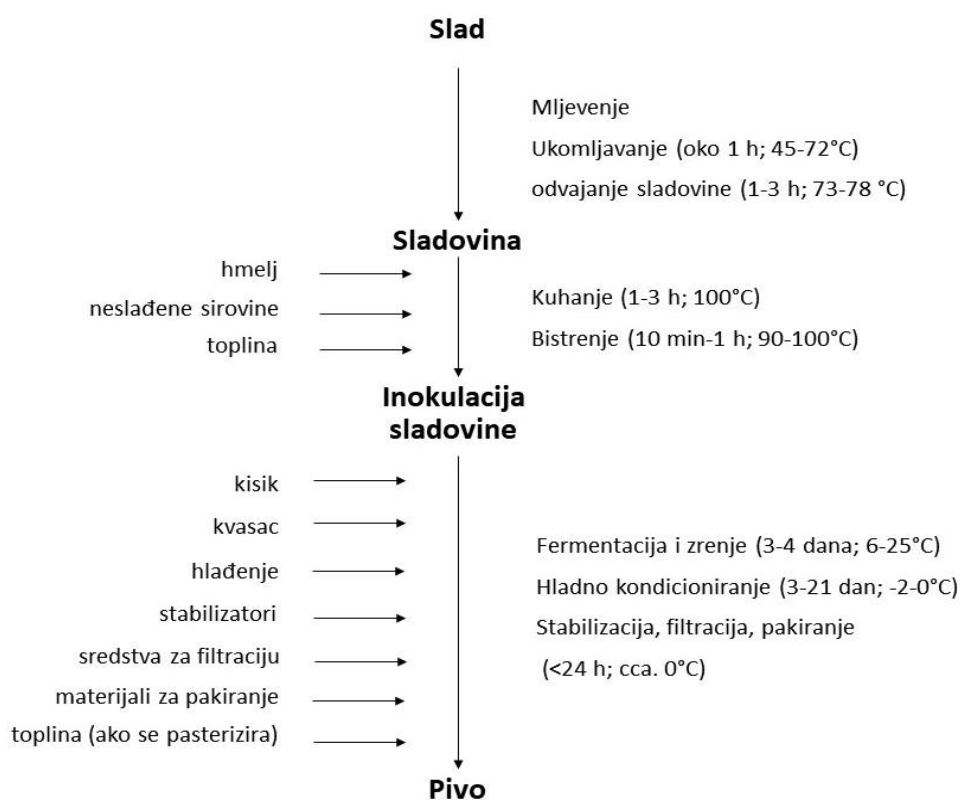 Slad
Mljevenje
Ukomljavanje (oko 1 h; 45-72°C)
odvajanje sladovine (1-3 h; 73-78 °C)
Sladovina
hmelj
neslađene sirovine
toplina
Kuhanje (1-3 h; 100°C)
Bistrenje (10 min-1 h; 90-100°C)
Inokulacija
sladovine
kisik
kvasac
hlađenje
stabilizatori
sredstva za filtraciju
materijali za pakiranje
toplina (ako se pasterizira)
Fermentacija i zrenje (3-4 dana; 6-25°C)
Hladno kondicioniranje (3-21 dan; -2-0°C)
Stabilizacija, filtracija, pakiranje
(<24 h; cca. 0°C)
Pivo